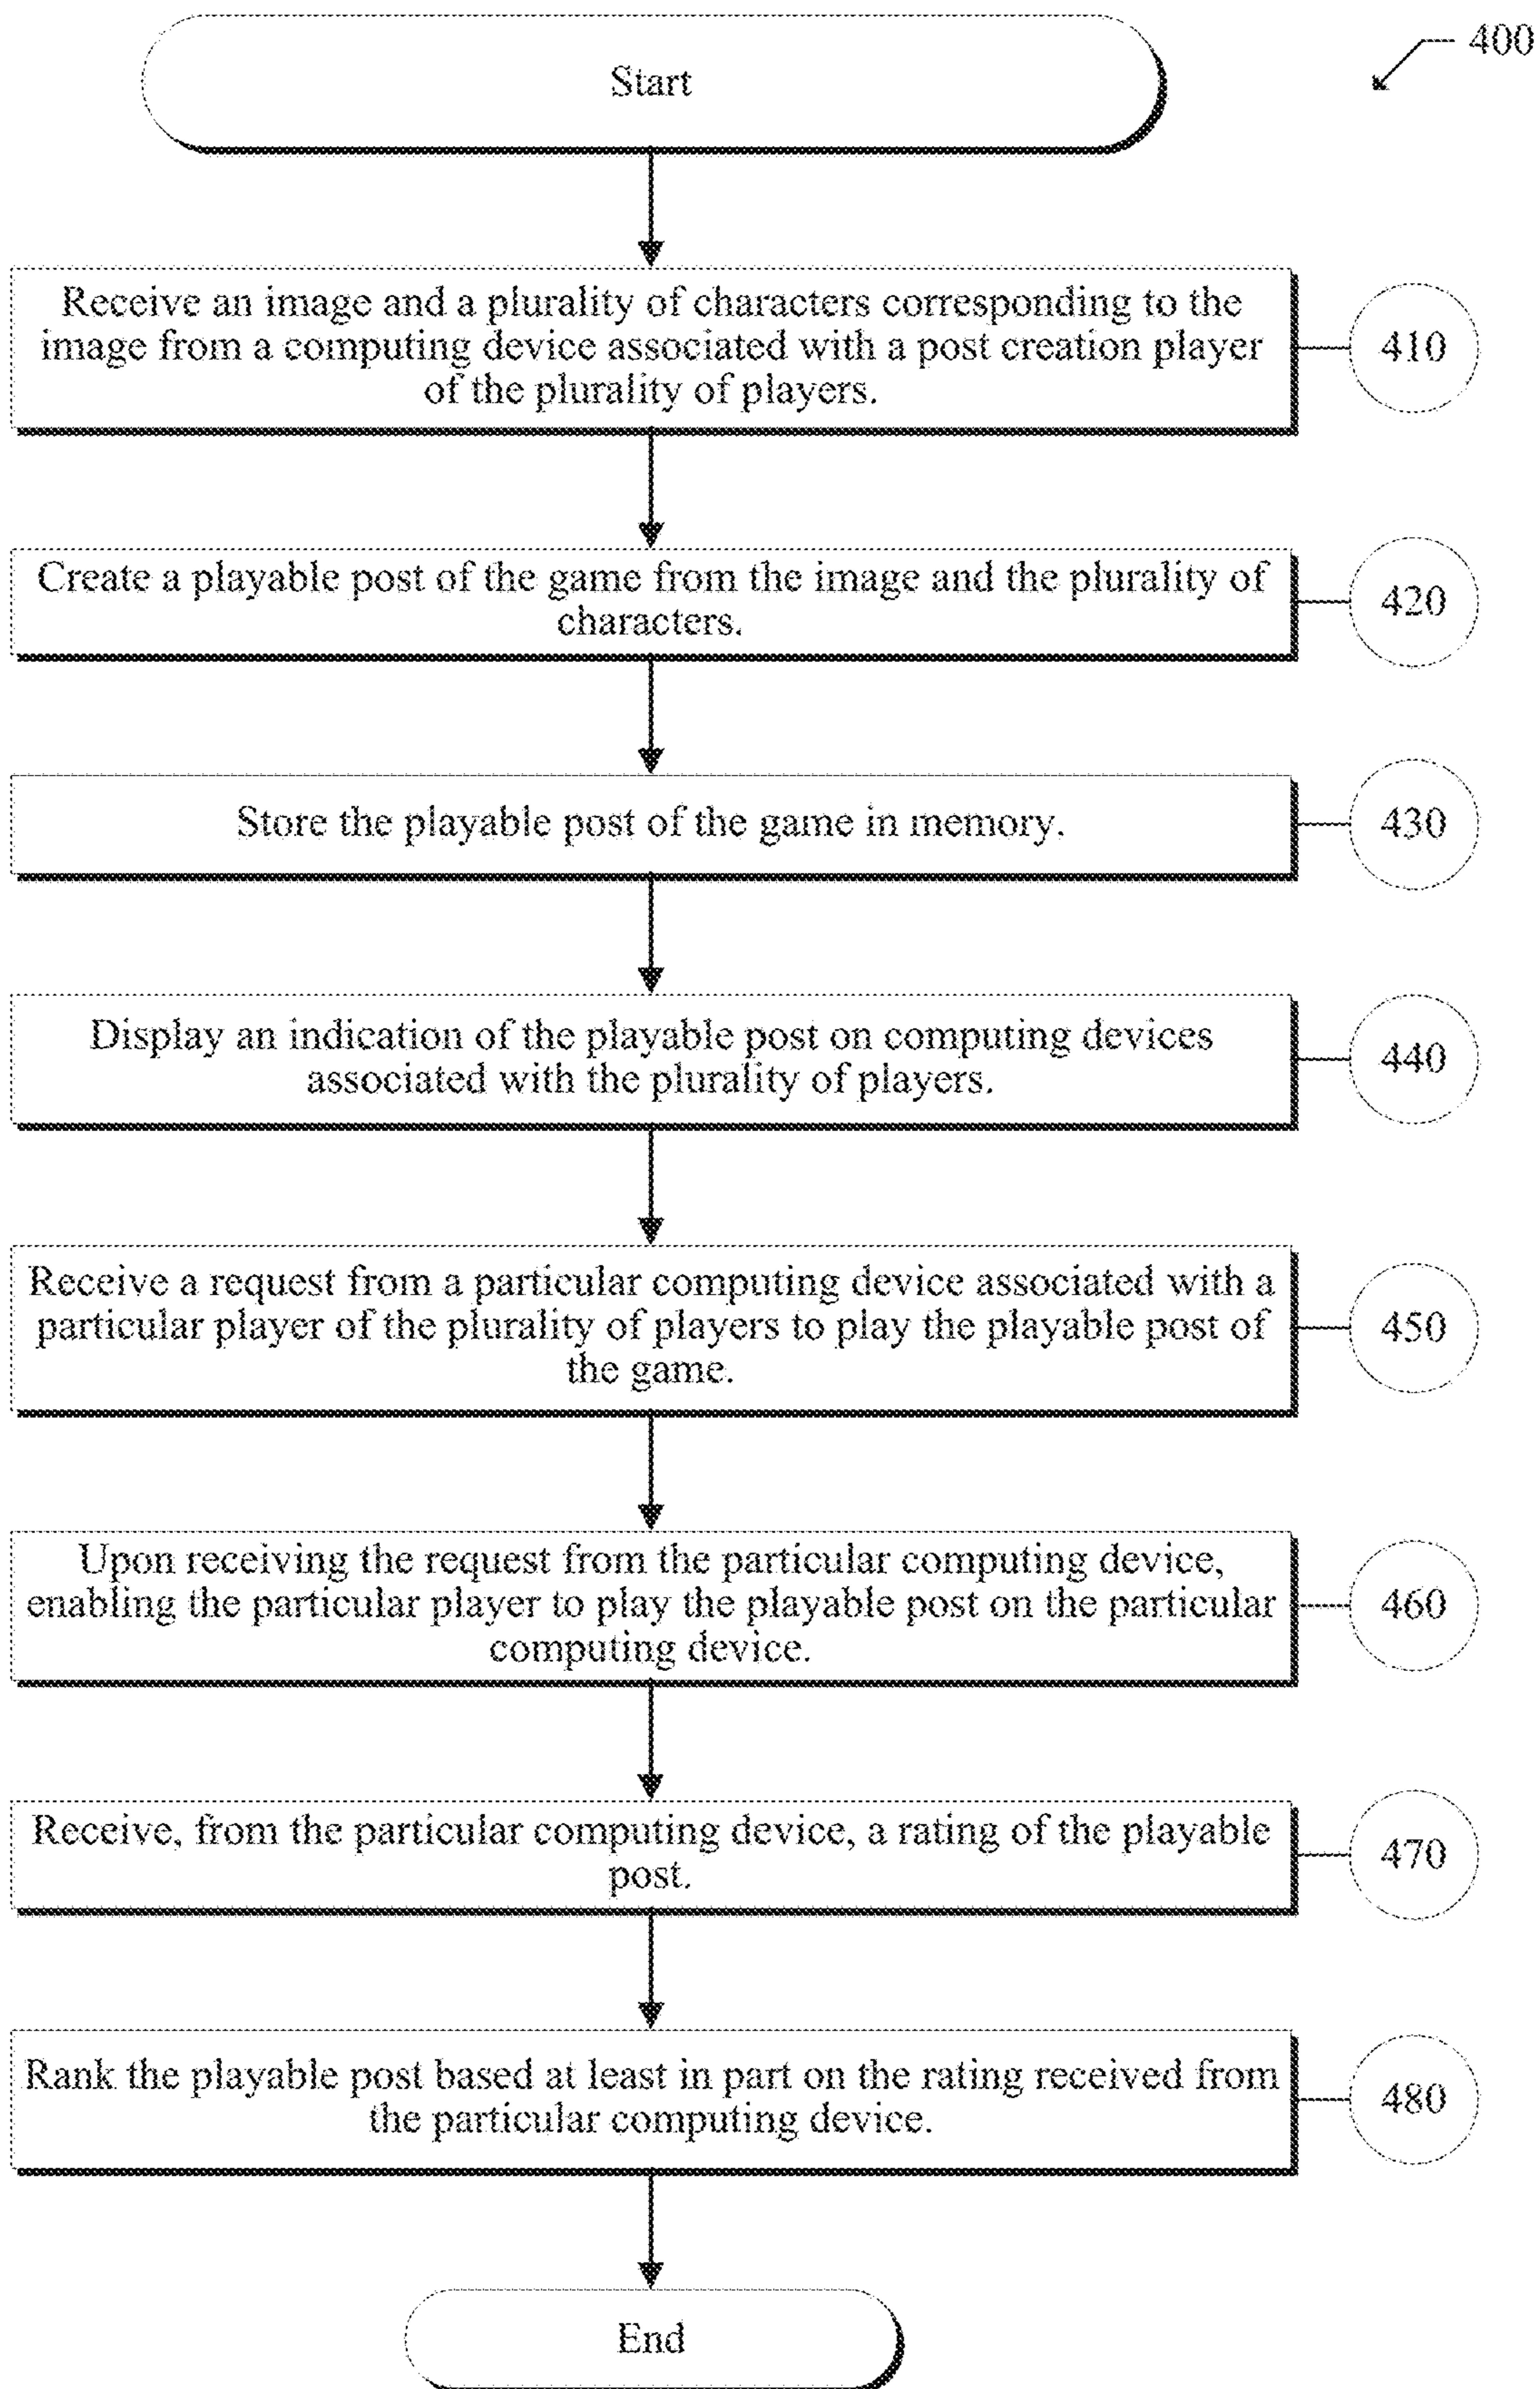 400
Start
Receive an image and a plurality of characters corresponding to the
image from a computing device associated with a post creation player
of the plurality of players.
410
Create a playable post of the game from the image and the plurality of
characters.
420
Store the playable post of the game in memory.
430
Display an indication of the playable post on computing devices
associated with the plurality of players.
440
Receive a request from a particular computing device associated with a
particular player of the plurality of players to play the playable post of
the game.
450
Upon receiving the request from the particular computing device,
enabling the particular player to play the playable post on the particular
computing device.
460
Receive, from the particular computing device, a rating of the playable
post.
470
Rank the playable post based at least in part on the rating received from
the particular computing device.
480
End